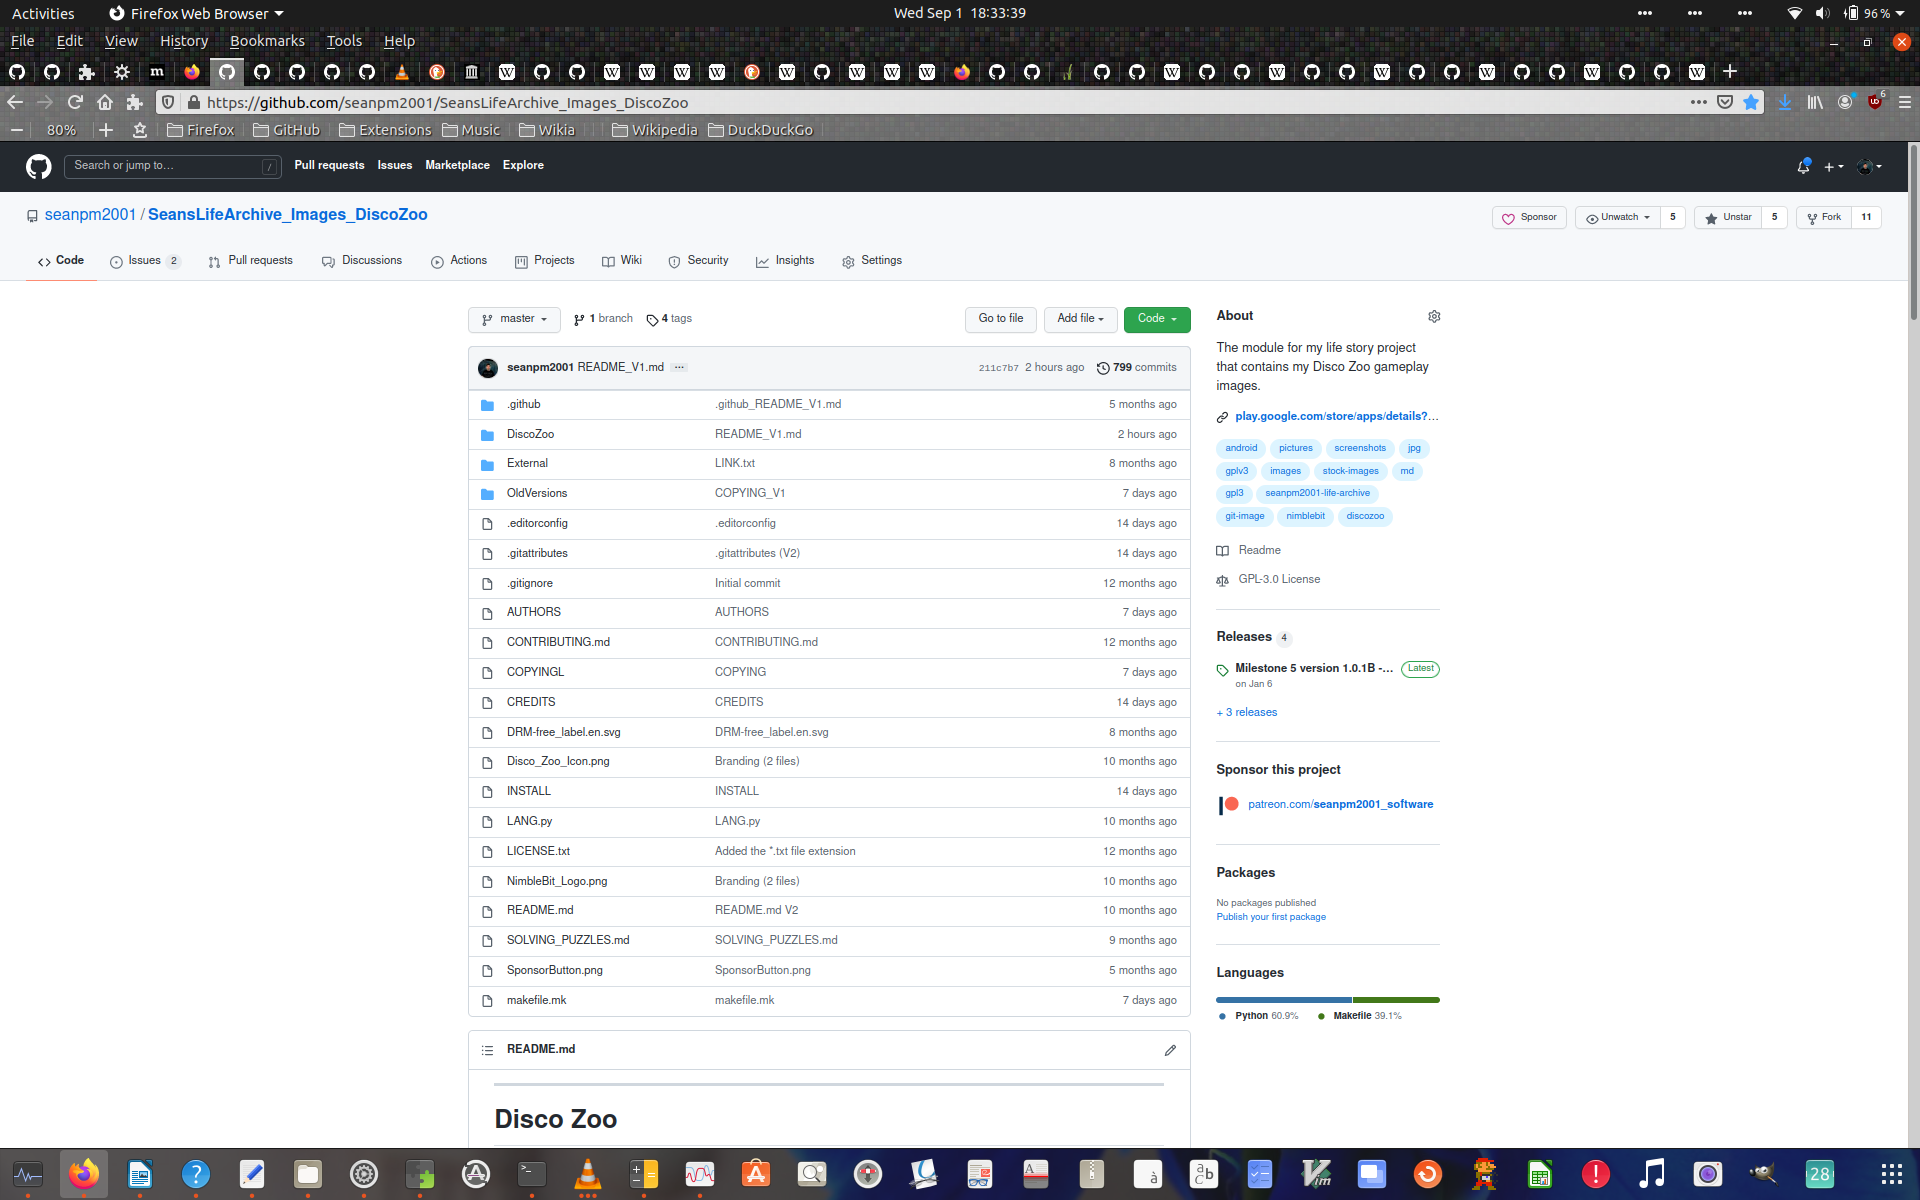 Activities Firefox Web Browser Wed Sep 1 18:33:39 96 %
File Edit View History Bookmarks Tools Help
https://github.com/seanpm2001/SeansLifeArchive_Images_DiscoZoo 6
80% Firefox GitHub Extensions Music Wikia Wikipedia DuckDuckGo
Search or jump to... / Pull requests Issues Marketplace Explore
seanpm2001 / SeansLifeArchive_Images_DiscoZoo Sponsor Unwatch 5 Unstar 5 Fork 11
Code Issues 2 Pull requests Discussions Actions Projects Wiki Security Insights Settings
master 1 branch 4 tags Go to file Add file Code
seanpm2001 README_V1.md ... 211c7b7 2 hours ago 799 commits
.github .github_README_V1.md 5 months ago
DiscoZoo README_V1.md 2 hours ago
External LINK.txt 8 months ago
OldVersions COPYING_V1 7 days ago
.editorconfig .editorconfig 14 days ago
.gitattributes .gitattributes (V2) 14 days ago
.gitignore Initial commit 12 months ago
AUTHORS AUTHORS 7 days ago
CONTRIBUTING.md CONTRIBUTING.md 12 months ago
COPYINGL COPYING 7 days ago
CREDITS CREDITS 14 days ago
DRM-free_label.en.svg DRM-free_label.en.svg 8 months ago
Disco_Zoo_Icon.png Branding (2 files) 10 months ago
INSTALL INSTALL 14 days ago
LANG.py LANG.py 10 months ago
LICENSE.txt Added the *.txt file extension 12 months ago
NimbleBit_Logo.png Branding (2 files) 10 months ago
README.md README.md V2 10 months ago
SOLVING_PUZZLES.md SOLVING_PUZZLES.md 9 months ago
SponsorButton.png SponsorButton.png 5 months ago
makefile.mk makefile.mk 7 days ago
README.md
Disco Zoo
About
The module for my life story project
that contains my Disco Zoo gameplay
images.
play.google.com/store/apps/details?...
android pictures screenshots jpg
gplv3 images stock-images md
gpl3 seanpm2001-life-archive
git-image nimblebit discozoo
Readme
GPL-3.0 License
Releases 4
Milestone 5 version 1.0.1B -... Latest
on Jan 6
+ 3 releases
Sponsor this project
patreon.com/seanpm2001_software
Packages
No packages published
Publish your first package
Languages
Python 60.9% Makefile 39.1%
28